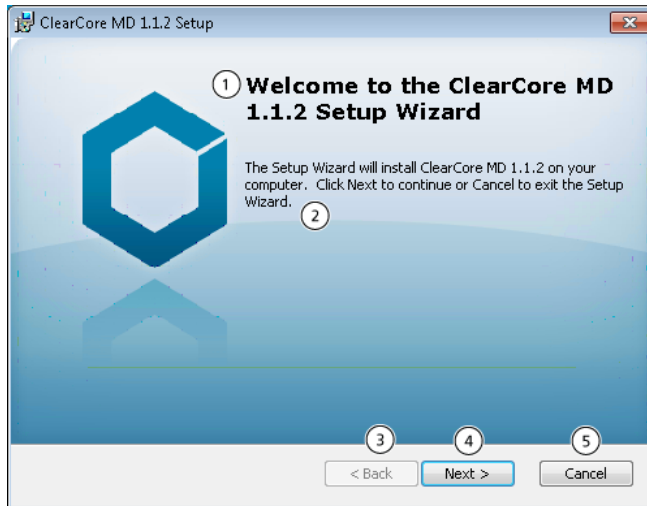 ClearCore MD 1.1.2 Setup
1 Welcome to the ClearCore MD
1.1.2 Setup Wizard
The Setup Wizard will install ClearCore MD 1.1.2 on your
computer. Click Next to continue or Cancel to exit the Setup
Wizard.
2
3 4 5
< Back Next > Cancel